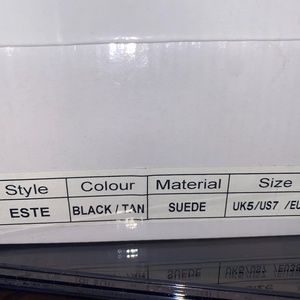 Style Colour Material Size
ESTE BLACK / TAN SUEDE UK5/US7 /EU